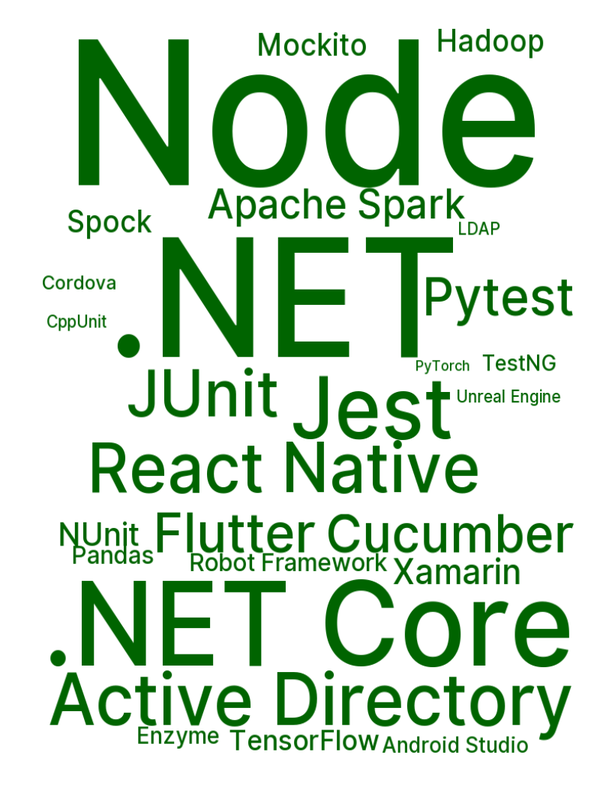 Mockito
Hadoop
Node
Apache Spark
Spock
LDAP
.NET
Cordova
Pytest
CppUnit
PyTorch
TestNG
JUnit
Jest
Unreal Engine
React Native
NUnit
Flutter
Cucumber
Pandas
Robot Framework
Xamarin
.NET Core
Active Directory
Enzyme
TensorFlow
Android Studio